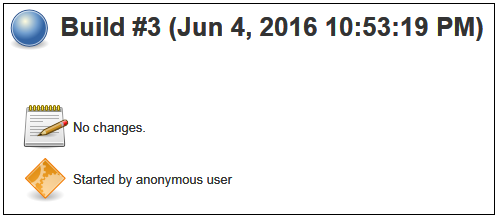 Build #3 (Jun 4, 2016 10:53:19 PM)
No changes.
Started by anonymous user